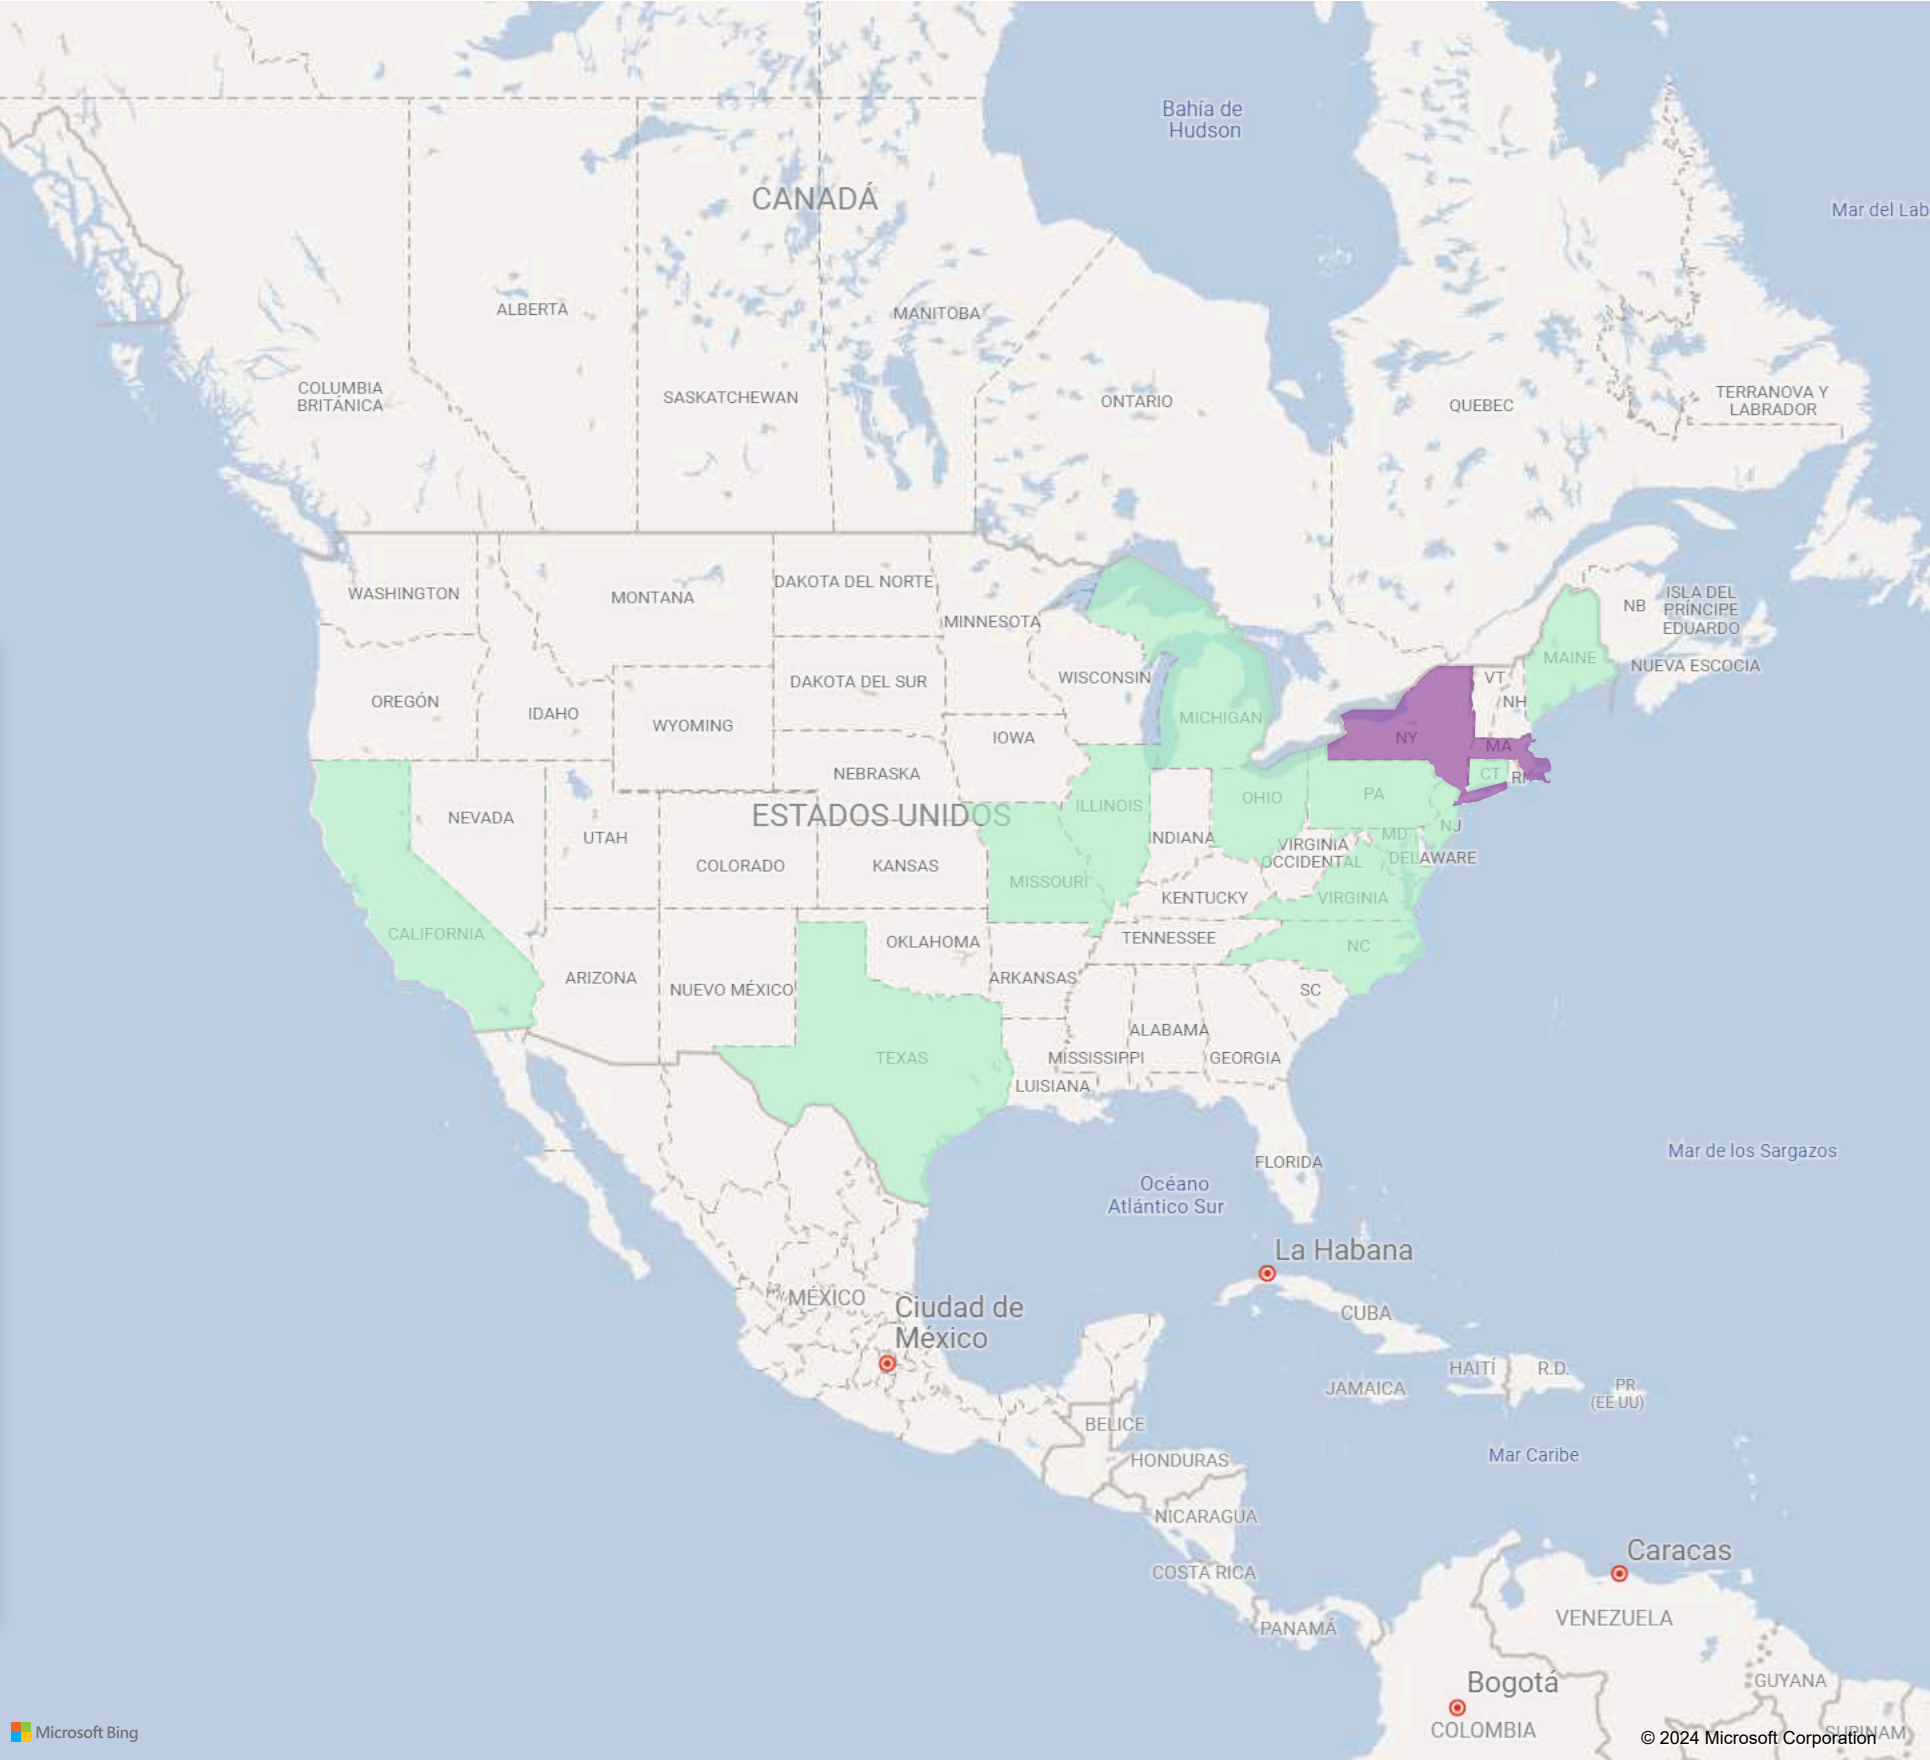 Bahía de
Hudson
CANADÁ
Mar del Lab
ALBERTA
MANITOBA
COLUMBIA
BRITÁNICA
SASKATCHEWAN
ONTARIO
QUEBEC
TERRANOVA Y
LABRADOR
WASHINGTON
MONTANA
DAKOTA DEL NORTE
MINNESOTA
NB
ISLA DEL
PRÍNCIPE
EDUARDO
OREGÓN
IDAHO
WYOMING
DAKOTA DEL SUR
WISCONSIN
MICHIGAN
MAINE
NUEVA ESCOCIA
VT
NH
NY
MA
CT
RI
IOWA
NEBRASKA
ESTADOS UNIDOS
NEVADA
UTAH
COLORADO
KANSAS
ILLINOIS
INDIANA
OHIO
PA
NJ
MD
VIRGINIA
OCCIDENTAL
DELAWARE
MISSOURI
KENTUCKY
VIRGINIA
CALIFORNIA
ARIZONA
NUEVO MÉXICO
OKLAHOMA
ARKANSAS
TENNESSEE
NC
SC
TEXAS
ALABAMA
MISSISSIPPI
GEORGIA
LUISIANA
FLORIDA
Océano
Atlántico Sur
Mar de los Sargazos
La Habana
MÉXICO
Ciudad de
México
CUBA
HAITÍ
R.D.
JAMAICA
PR
(EE UU)
BELICE
HONDURAS
Mar Caribe
NICARAGUA
COSTA RICA
Caracas
PANAMÁ
VENEZUELA
Bogotá
COLOMBIA
GUYANA
SURINAM
Microsoft Bing
© 2024 Microsoft Corporation